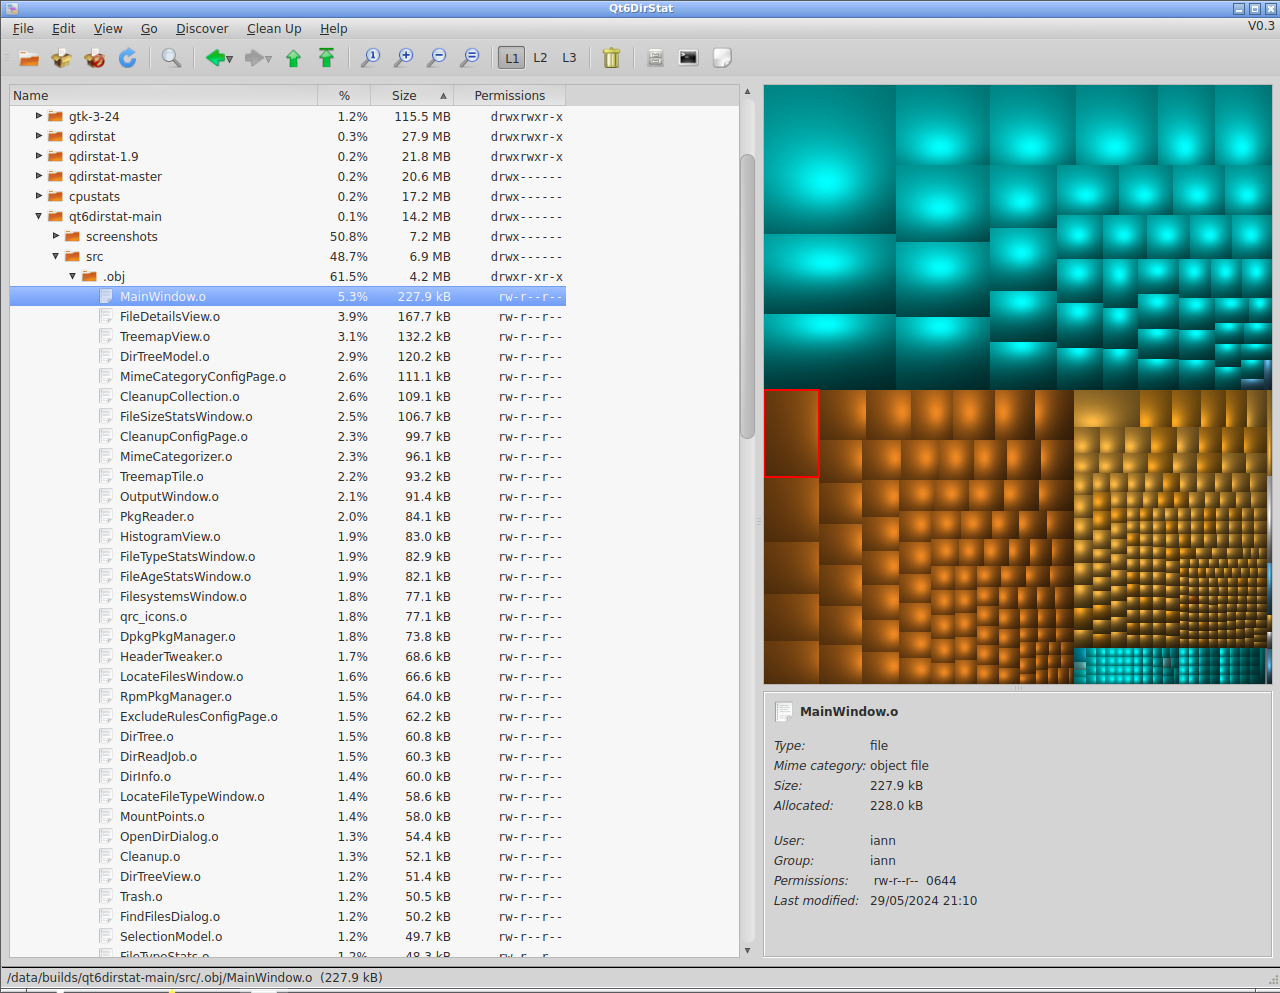 Qt6DirStat
File Edit View Go Discover Clean Up Help V0.3
L1 L2 L3
Name % Size Permissions
gtk-3-24 1.2% 115.5 MB drwxrwxr-x
qdirstat 0.3% 27.9 MB drwxrwxr-x
qdirstat-1.9 0.2% 21.8 MB drwxrwxr-x
qdirstat-master 0.2% 20.6 MB drwx------
cpustats 0.2% 17.2 MB drwx------
qt6dirstat-main 0.1% 14.2 MB drwx------
screenshots 50.8% 7.2 MB drwx------
src 48.7% 6.9 MB drwx------
.obj 61.5% 4.2 MB drwxr-xr-x
MainWindow.o 5.3% 227.9 kB rw-r--r--
FileDetailsView.o 3.9% 167.7 kB rw-r--r--
TreemapView.o 3.1% 132.2 kB rw-r--r--
DirTreeModel.o 2.9% 120.2 kB rw-r--r--
MimeCategoryConfigPage.o 2.6% 111.1 kB rw-r--r--
CleanupCollection.o 2.6% 109.1 kB rw-r--r--
FileSizeStatsWindow.o 2.5% 106.7 kB rw-r--r--
CleanupConfigPage.o 2.3% 99.7 kB rw-r--r--
MimeCategorizer.o 2.3% 96.1 kB rw-r--r--
TreemapTile.o 2.2% 93.2 kB rw-r--r--
OutputWindow.o 2.1% 91.4 kB rw-r--r--
PkgReader.o 2.0% 84.1 kB rw-r--r--
HistogramView.o 1.9% 83.0 kB rw-r--r--
FileTypeStatsWindow.o 1.9% 82.9 kB rw-r--r--
FileAgeStatsWindow.o 1.9% 82.1 kB rw-r--r--
FilesystemsWindow.o 1.8% 77.1 kB rw-r--r--
qrc_icons.o 1.8% 77.1 kB rw-r--r--
DpkgPkgManager.o 1.8% 73.8 kB rw-r--r--
HeaderTweaker.o 1.7% 68.6 kB rw-r--r--
LocateFilesWindow.o 1.6% 66.6 kB rw-r--r--
RpmPkgManager.o 1.5% 64.0 kB rw-r--r--
ExcludeRulesConfigPage.o 1.5% 62.2 kB rw-r--r--
DirTree.o 1.5% 60.8 kB rw-r--r--
DirReadJob.o 1.5% 60.3 kB rw-r--r--
DirInfo.o 1.4% 60.0 kB rw-r--r--
LocateFileTypeWindow.o 1.4% 58.6 kB rw-r--r--
MountPoints.o 1.4% 58.0 kB rw-r--r--
OpenDirDialog.o 1.3% 54.4 kB rw-r--r--
Cleanup.o 1.3% 52.1 kB rw-r--r--
DirTreeView.o 1.2% 51.4 kB rw-r--r--
Trash.o 1.2% 50.5 kB rw-r--r--
FindFilesDialog.o 1.2% 50.2 kB rw-r--r--
SelectionModel.o 1.2% 49.7 kB rw-r--r--
FileTypeStats.o 1.2% 48.3 kB rw-r--r--
MainWindow.o
Type: file
Mime category: object file
Size: 227.9 kB
Allocated: 228.0 kB
User: iann
Group: iann
Permissions: rw-r--r-- 0644
Last modified: 29/05/2024 21:10
/data/builds/qt6dirstat-main/src/.obj/MainWindow.o (227.9 kB)